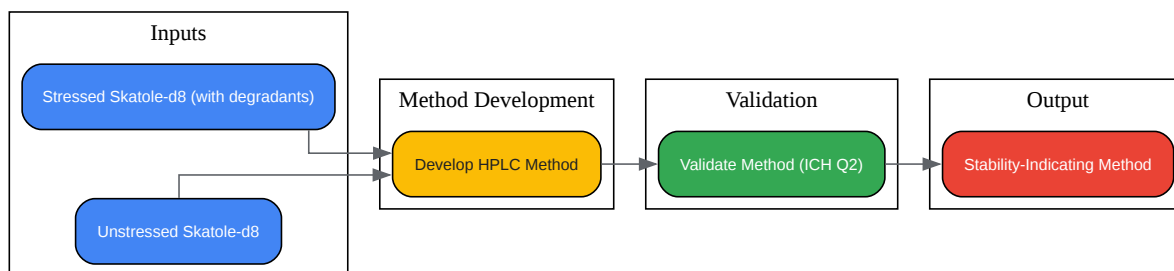 Inputs
Stressed Skatole-d8 (with degradants)
Unstressed Skatole-d8
Method Development
Develop HPLC Method
Validation
Validate Method (ICH Q2)
Output
Stability-Indicating Method